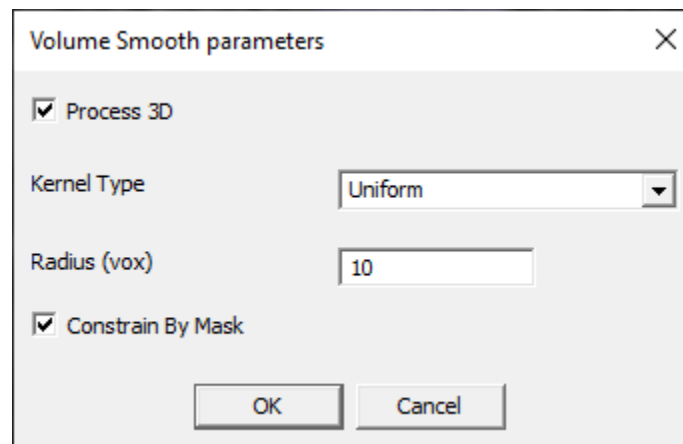 Volume Smooth parameters
Process 3D
Kernel Type Uniform
Radius (vox) 10
Constrain By Mask
OK Cancel